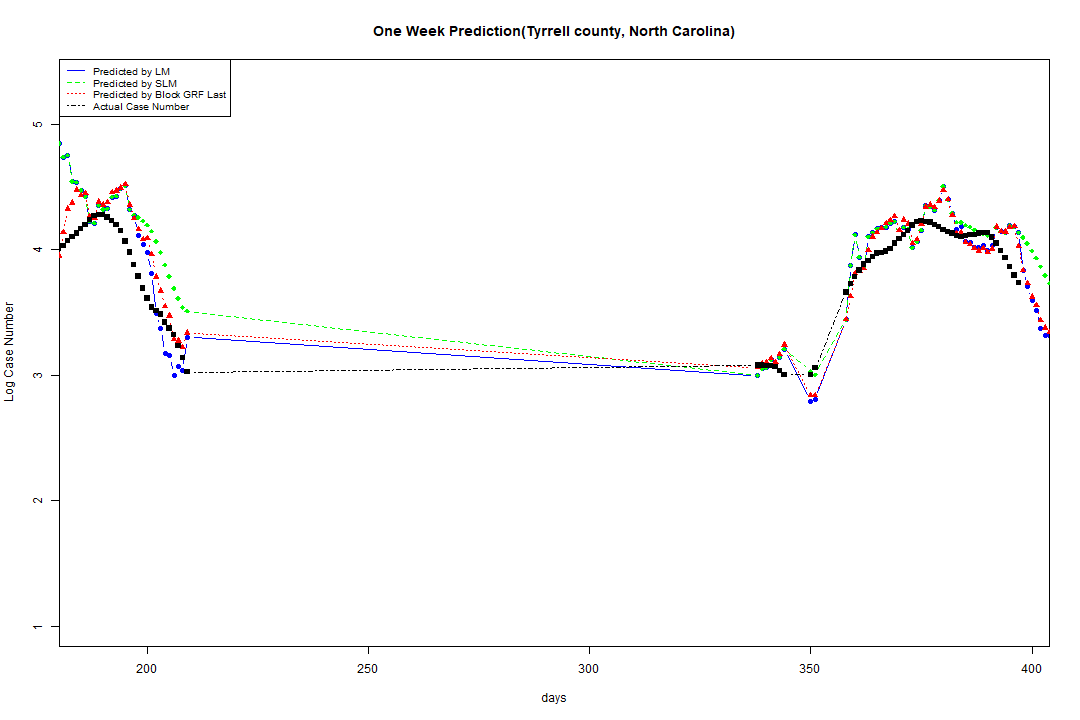 One Week Prediction(Tyrrell county, North Carolina)
Predicted by LM
Predicted by SLM
Predicted by Block GRF Last
Actual Case Number
5
4
3
2
1
Log Case Number
200 250 300 350 400
days